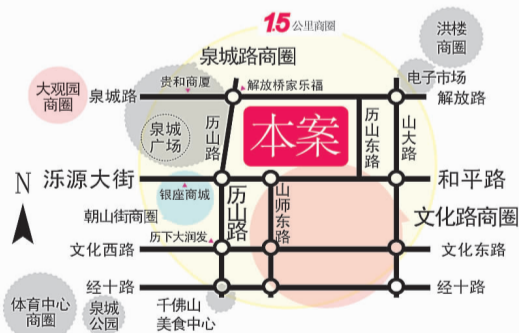 1.5公里商圈
洪楼
商圈
泉城路商圈
电子市场
贵和商厦
解放桥家乐福
大观园
商圈
泉城路
解放路
泉城
广场
历山路
本案
历山东路
山大路
泺源大街
和平路
N
银座商城
历山路
山师东路
朝山街商圈
文化路商圈
历下大润发
文化西路
文化东路
经十路
经十路
体育中心
商圈
泉城
公园
千佛山
美食中心